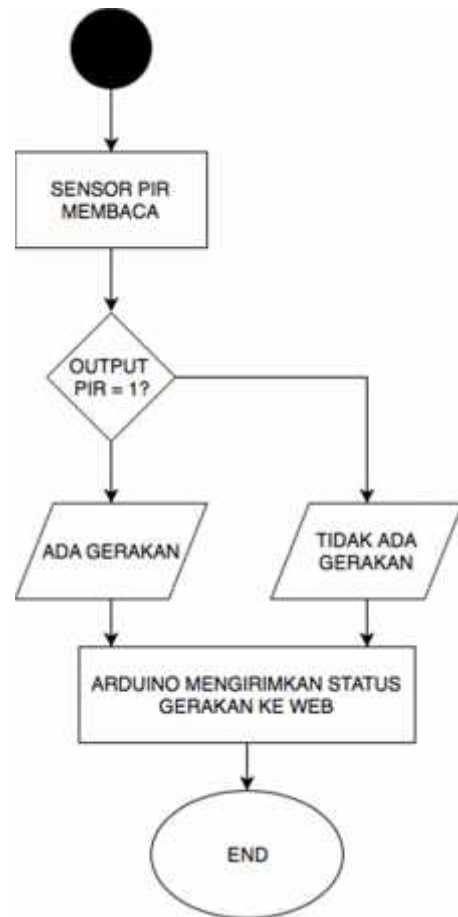 SENSOR PIR
MEMBACA
OUTPUT
PIR = 1?
ADA GERAKAN
TIDAK ADA
GERAKAN
ARDUINO MENGIRIMKAN STATUS
GERAKAN KE WEB
END